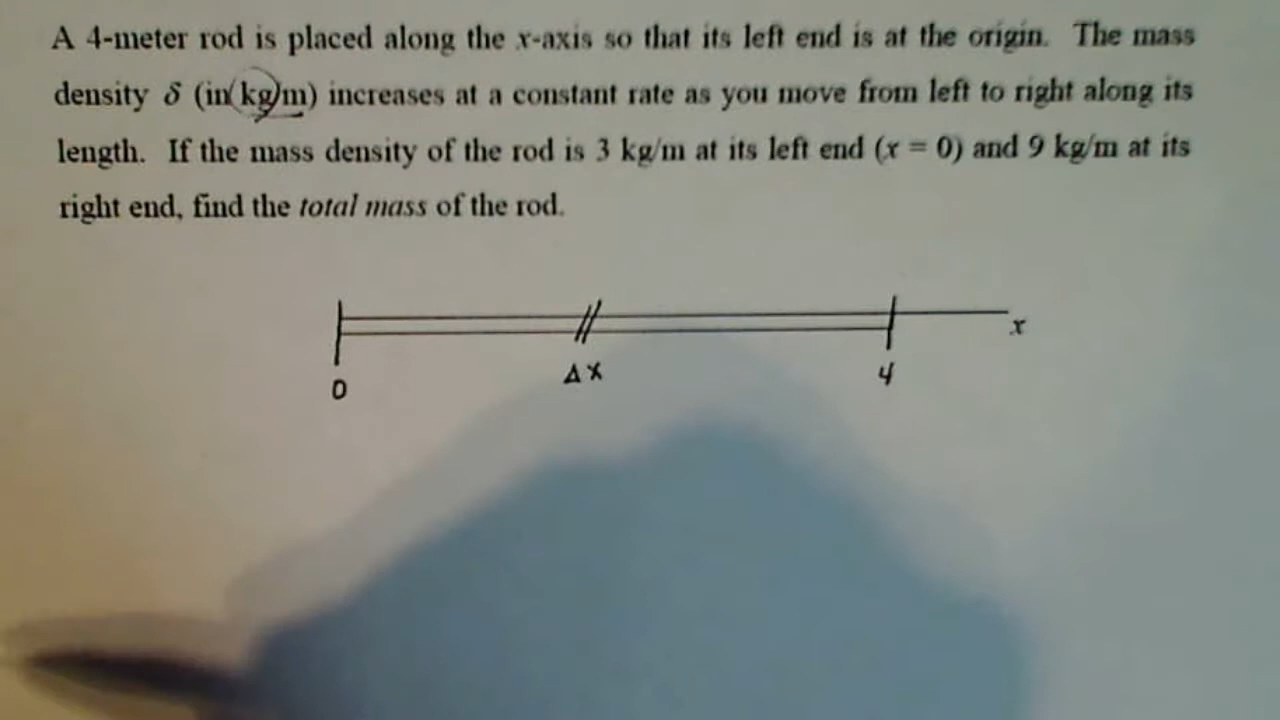 A 4-meter rod is placed along the x-axis so that its left end is at the origin. The mass
density δ (in kg/m) increases at a constant rate as you move from left to right along its
length. If the mass density of the rod is 3 kg/m at its left end (x = 0) and 9 kg/m at its
right end, find the total mass of the rod.
x
0 Δx 4